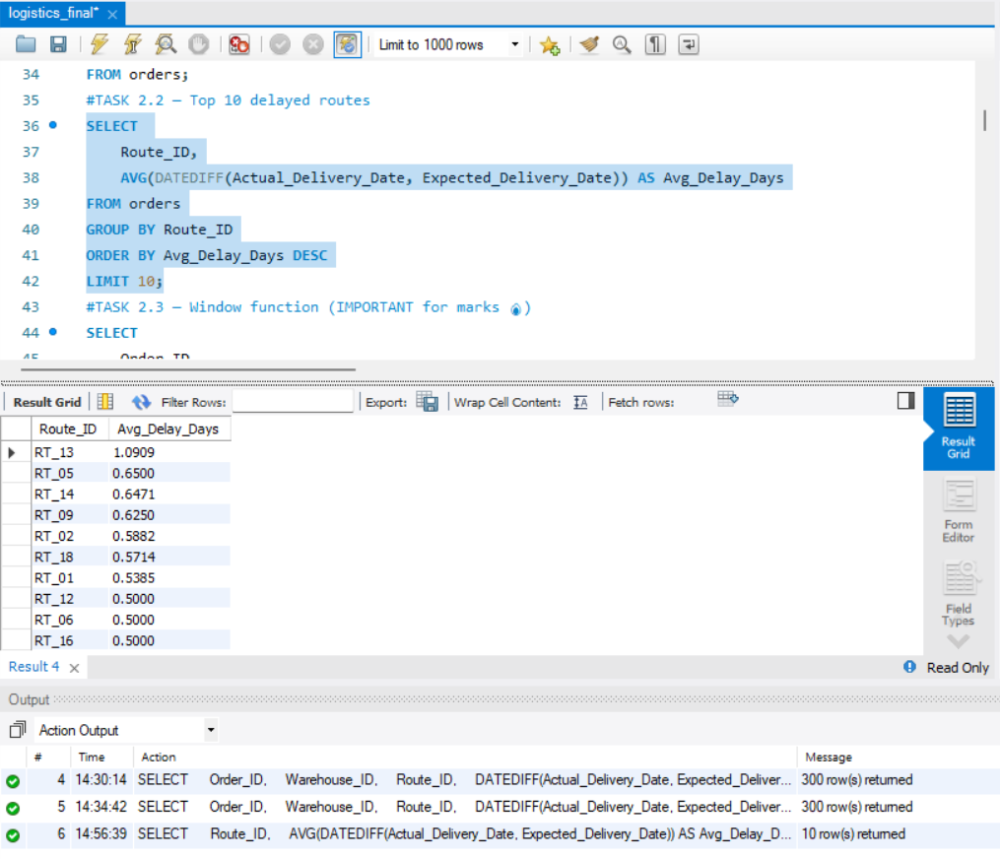 logistics_final*
Limit to 1000 rows
34 FROM orders;
35 #TASK 2.2 — Top 10 delayed routes
36 SELECT
37 Route_ID,
38 AVG(DATEDIFF(Actual_Delivery_Date, Expected_Delivery_Date)) AS Avg_Delay_Days
39 FROM orders
40 GROUP BY Route_ID
41 ORDER BY Avg_Delay_Days DESC
42 LIMIT 10;
43 #TASK 2.3 — Window function (IMPORTANT for marks 🔥)
44 SELECT
45 Order_ID
Result Grid Filter Rows: Export: Wrap Cell Content: Fetch rows:
Route_ID Avg_Delay_Days
RT_13 1.0909
RT_05 0.6500
RT_14 0.6471
RT_09 0.6250
RT_02 0.5882
RT_18 0.5714
RT_01 0.5385
RT_12 0.5000
RT_06 0.5000
RT_16 0.5000
Result
Grid
Form
Editor
Field
Types
Result 4 Read Only
Output
Action Output
# Time Action Message
4 14:30:14 SELECT Order_ID, Warehouse_ID, Route_ID, DATEDIFF(Actual_Delivery_Date, Expected_Deliver... 300 row(s) returned
5 14:34:42 SELECT Order_ID, Warehouse_ID, Route_ID, DATEDIFF(Actual_Delivery_Date, Expected_Deliver... 300 row(s) returned
6 14:56:39 SELECT Route_ID, AVG(DATEDIFF(Actual_Delivery_Date, Expected_Delivery_Date)) AS Avg_Delay_D... 10 row(s) returned